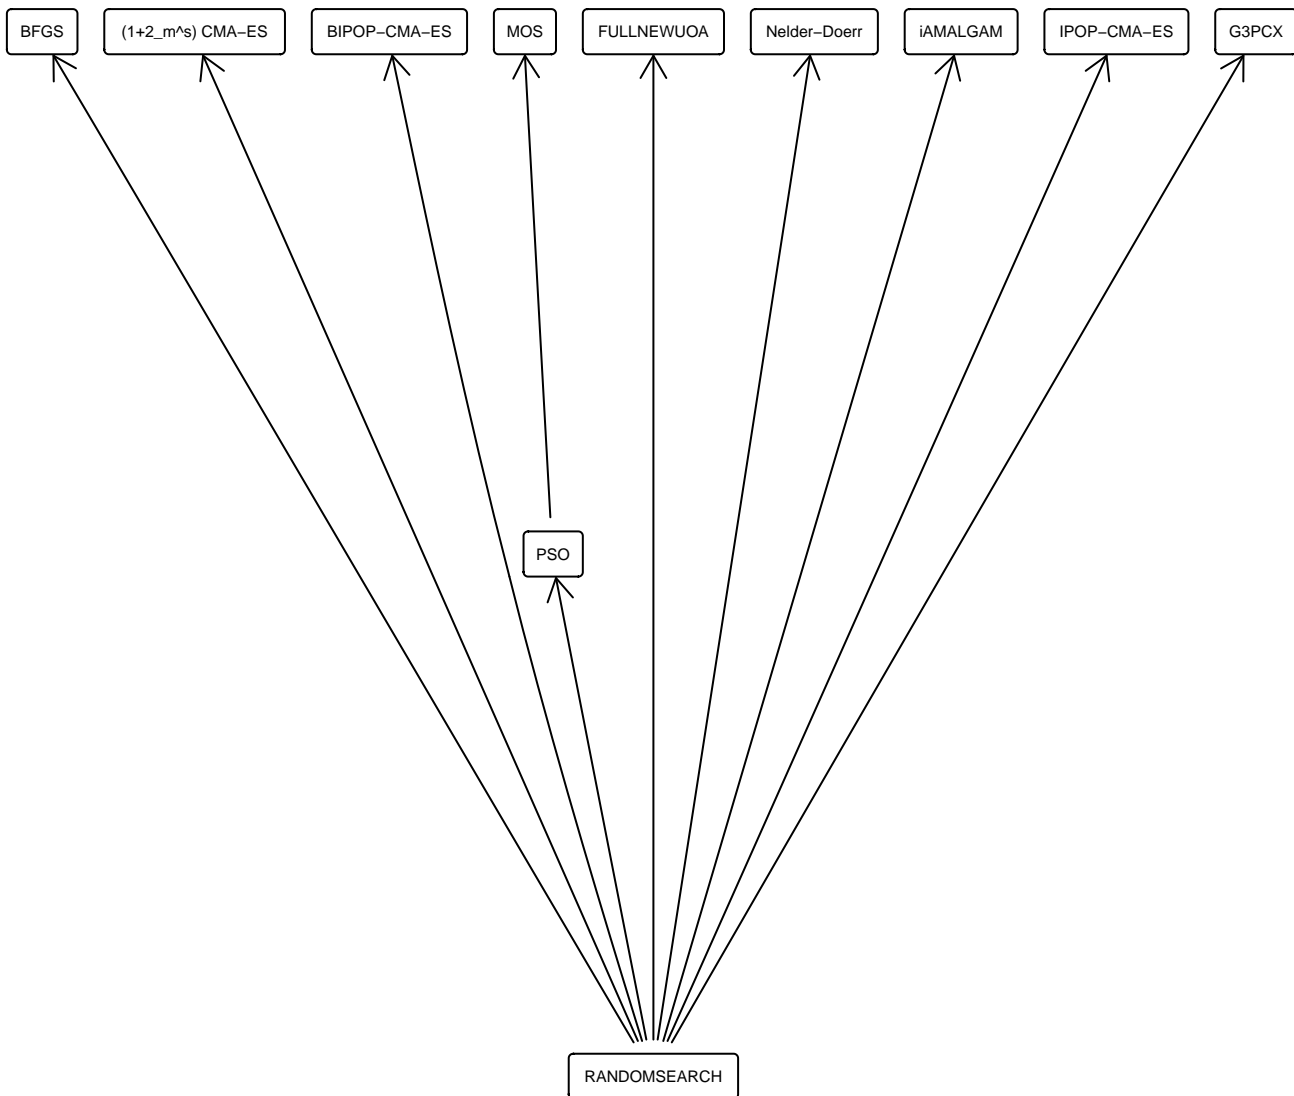 BFGS
(1+2_m^s) CMA−ES
BIPOP−CMA−ES
MOS
FULLNEWUOA
Nelder−Doerr
iAMALGAM
IPOP−CMA−ES
G3PCX
PSO
RANDOMSEARCH